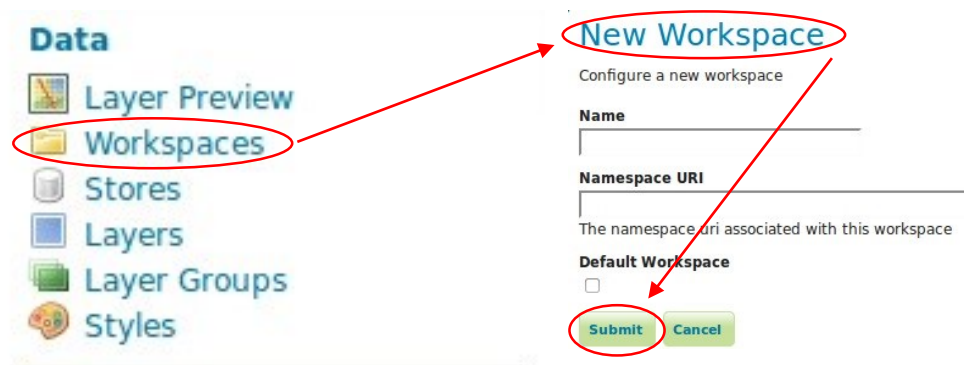 Data
Layer Preview
Workspaces
Stores
Layers
Layer Groups
Styles
New Workspace
Configure a new workspace
Name
Namespace URI
The namespace uri associated with this workspace
Default Workspace
Submit Cancel